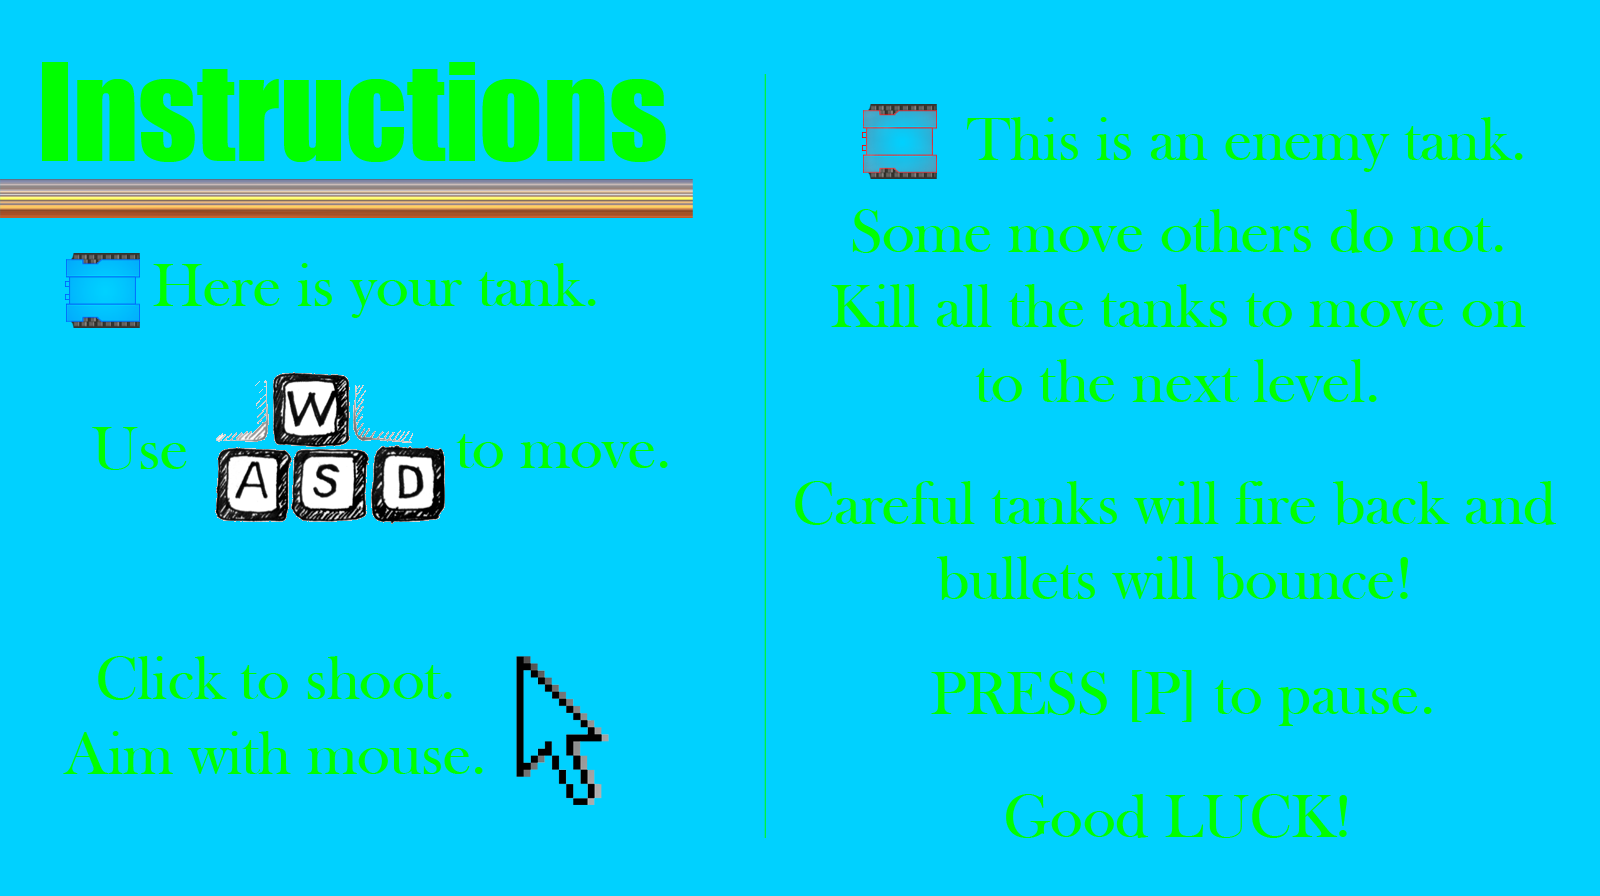 Instructions
Here is your tank.
W
Use to move.
A S D
Click to shoot.
Aim with mouse.
This is an enemy tank.
Some move others do not.
Kill all the tanks to move on
to the next level.
Careful tanks will fire back and
bullets will bounce!
PRESS [P] to pause.
Good LUCK!